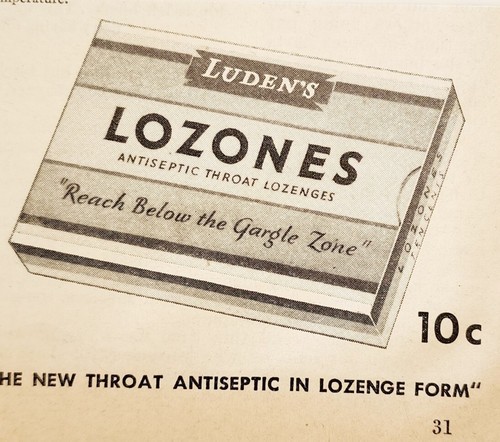 LUDEN'S
LOZONES
ANTISEPTIC THROAT LOZENGES
"Reach Below the Gargle Zone"
LOZONES
10c
HE NEW THROAT ANTISEPTIC IN LOZENGE FORM"
31